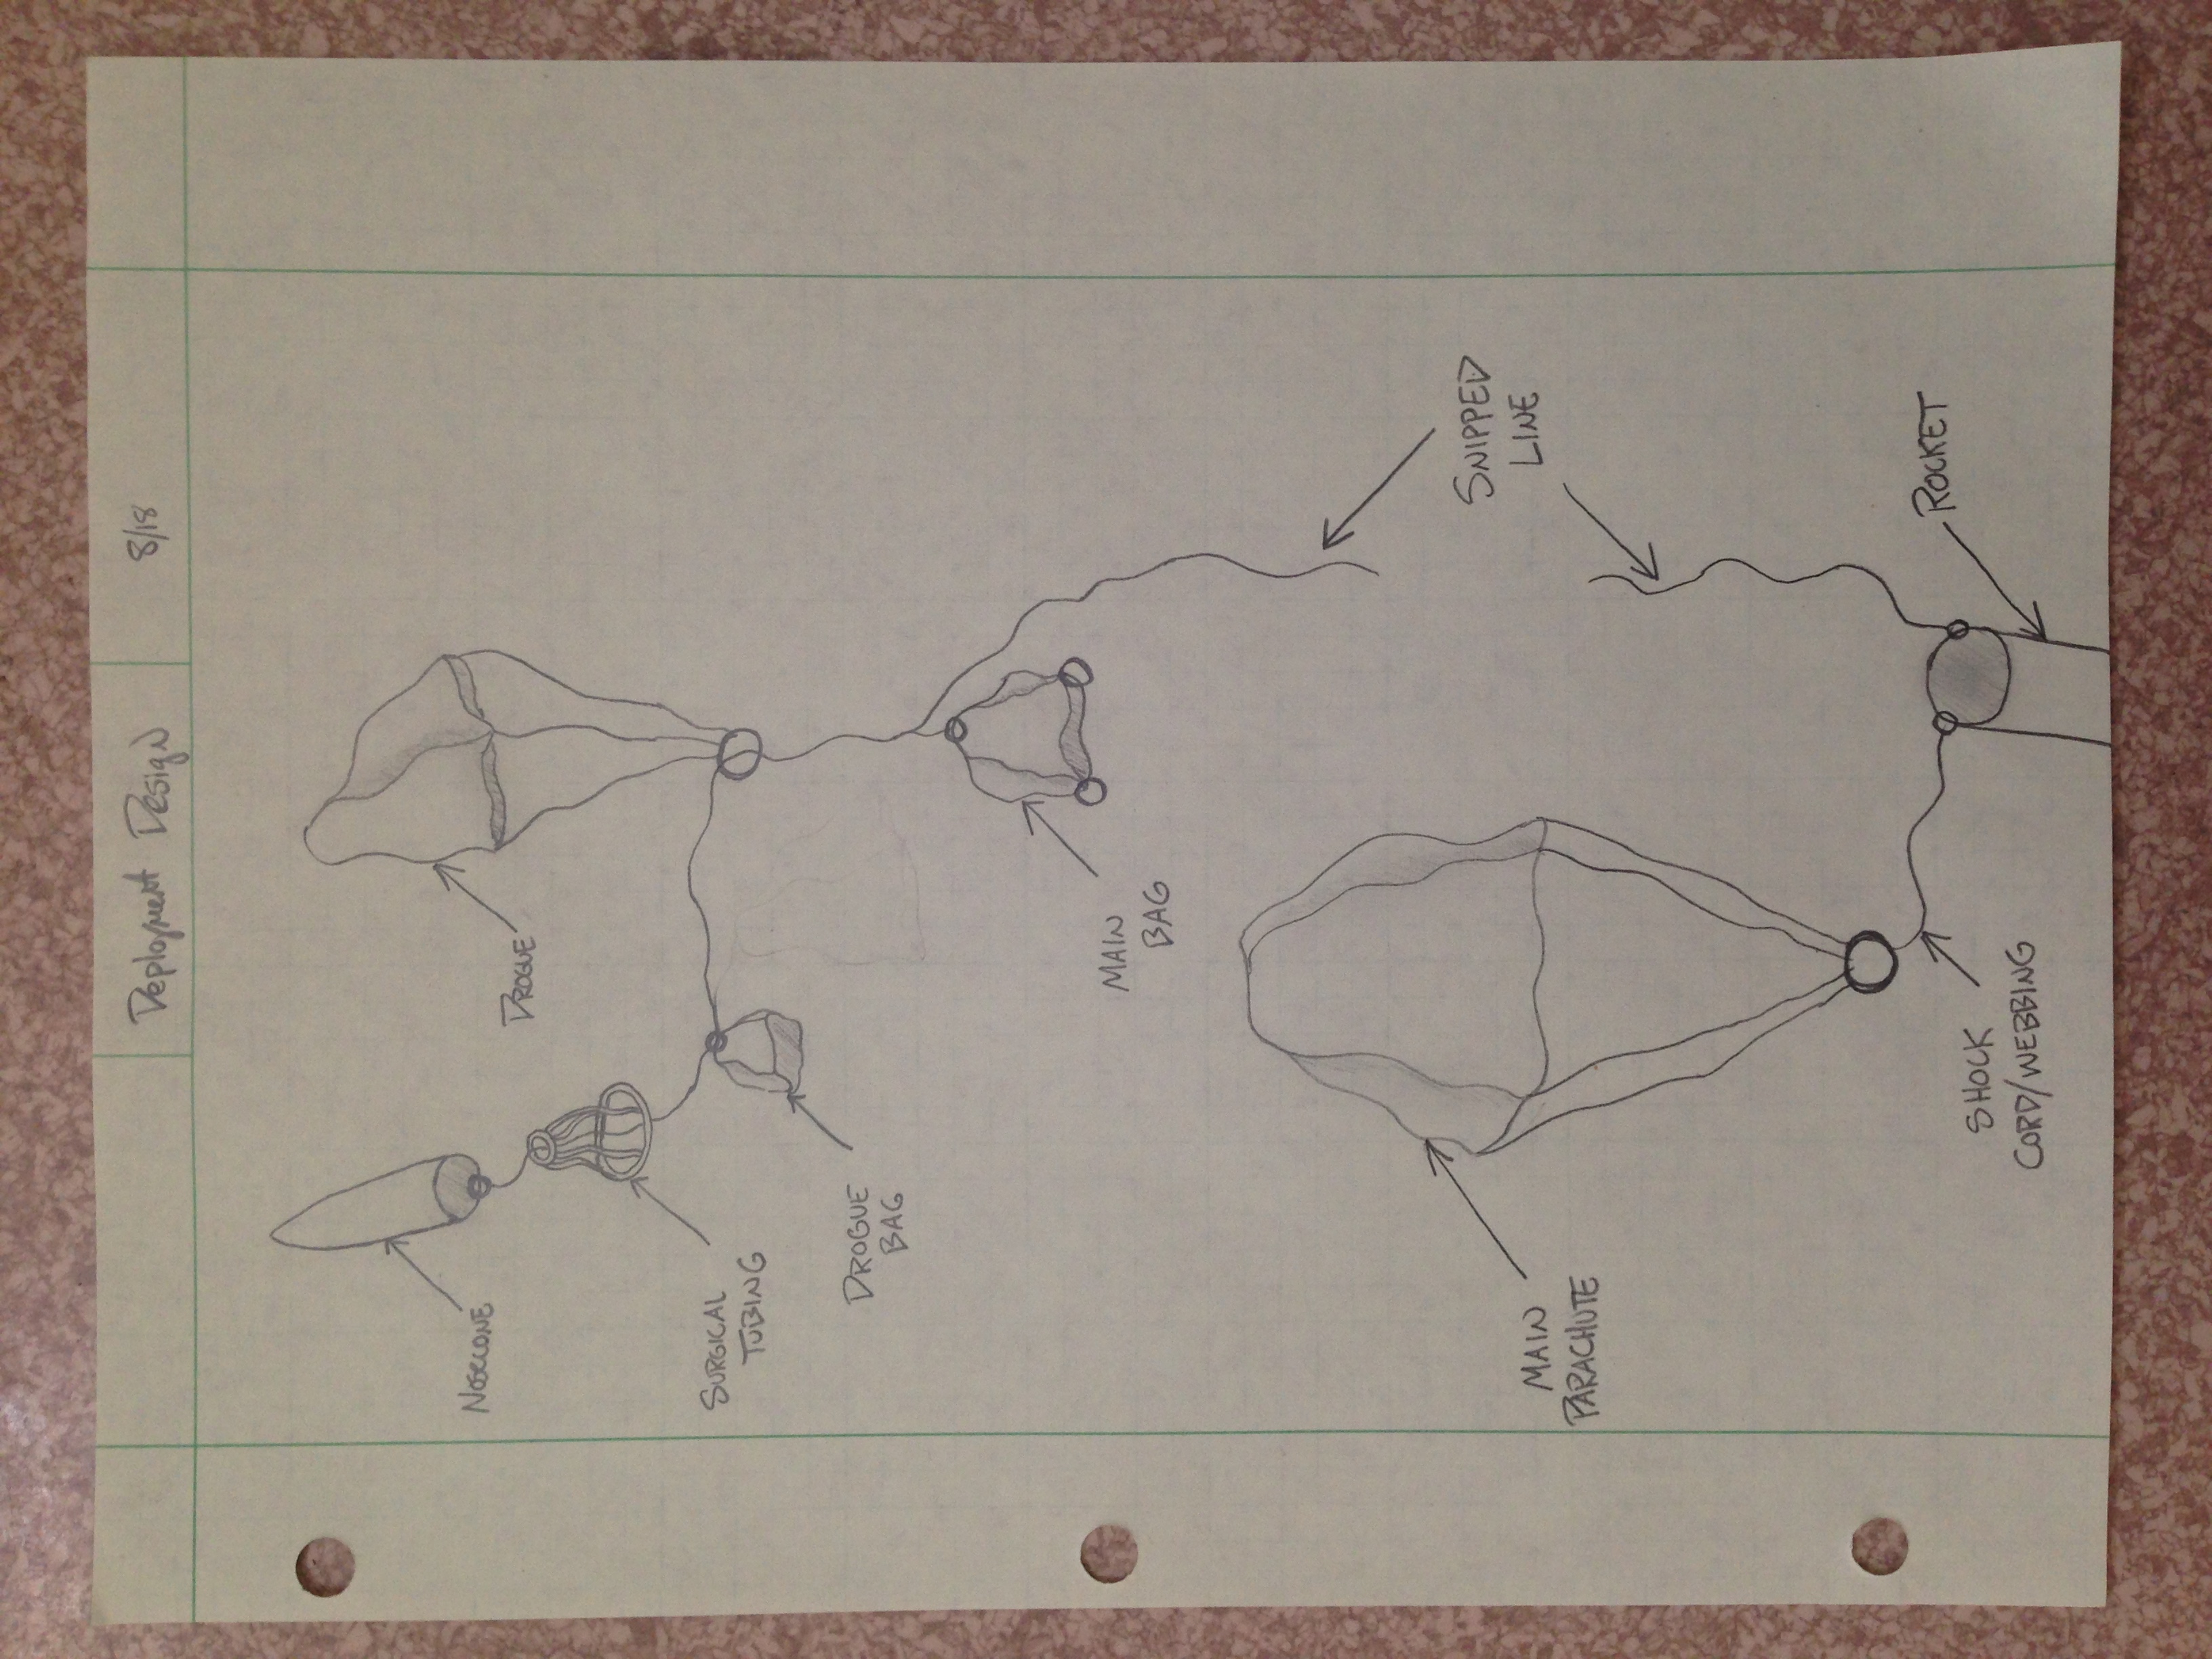 Deployment Design
8/18
DROGUE
NOSECONE
SURGICAL
TUBING
DROGUE
BAG
MAIN
BAG
SNIPPED
LINE
MAIN
PARACHUTE
ROCKET
SHOCK
CORD/WEBBING